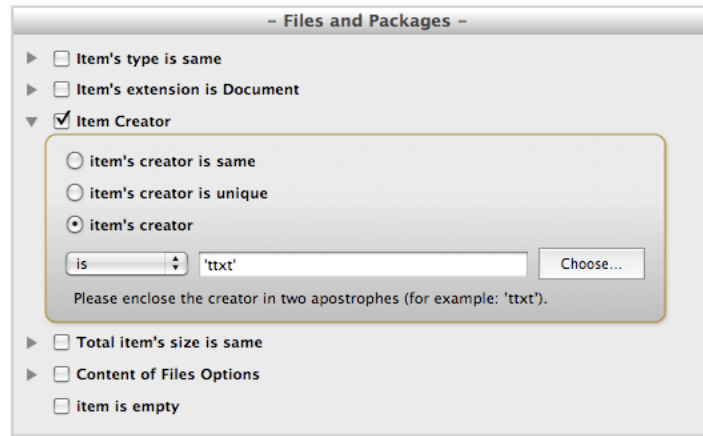 – Files and Packages –
Item's type is same
Item's extension is Document
Item Creator
item's creator is same
item's creator is unique
item's creator
is 'ttxt' Choose...
Please enclose the creator in two apostrophes (for example: 'ttxt').
Total item's size is same
Content of Files Options
item is empty